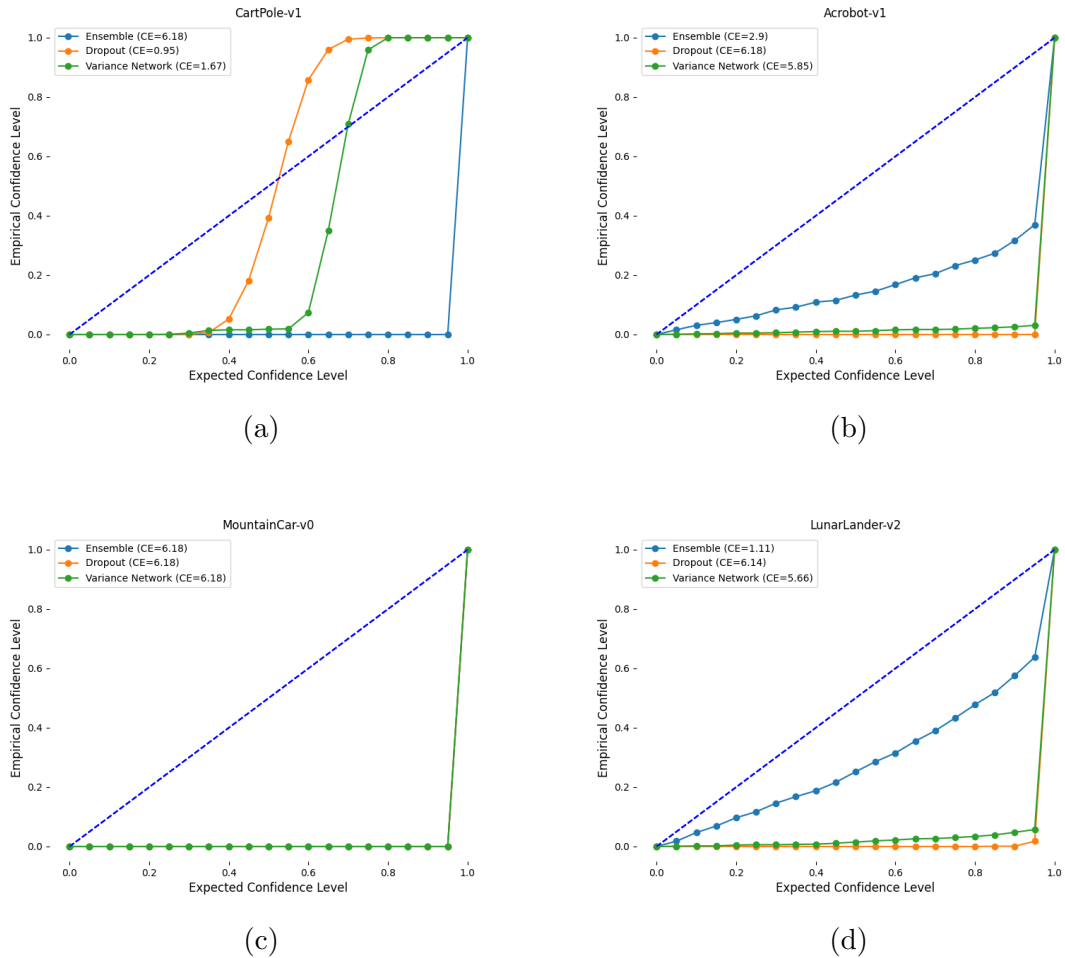 CartPole-v1
Ensemble (CE=6.18)
Dropout (CE=0.95)
Variance Network (CE=1.67)
1.0
0.8
0.6
0.4
0.2
0.0
Empirical Confidence Level
0.0 0.2 0.4 0.6 0.8 1.0
Expected Confidence Level
(a)
Acrobot-v1
Ensemble (CE=2.9)
Dropout (CE=6.18)
Variance Network (CE=5.85)
1.0
0.8
0.6
0.4
0.2
0.0
Empirical Confidence Level
0.0 0.2 0.4 0.6 0.8 1.0
Expected Confidence Level
(b)
MountainCar-v0
Ensemble (CE=6.18)
Dropout (CE=6.18)
Variance Network (CE=6.18)
1.0
0.8
0.6
0.4
0.2
0.0
Empirical Confidence Level
0.0 0.2 0.4 0.6 0.8 1.0
Expected Confidence Level
(c)
LunarLander-v2
Ensemble (CE=1.11)
Dropout (CE=6.14)
Variance Network (CE=5.66)
1.0
0.8
0.6
0.4
0.2
0.0
Empirical Confidence Level
0.0 0.2 0.4 0.6 0.8 1.0
Expected Confidence Level
(d)